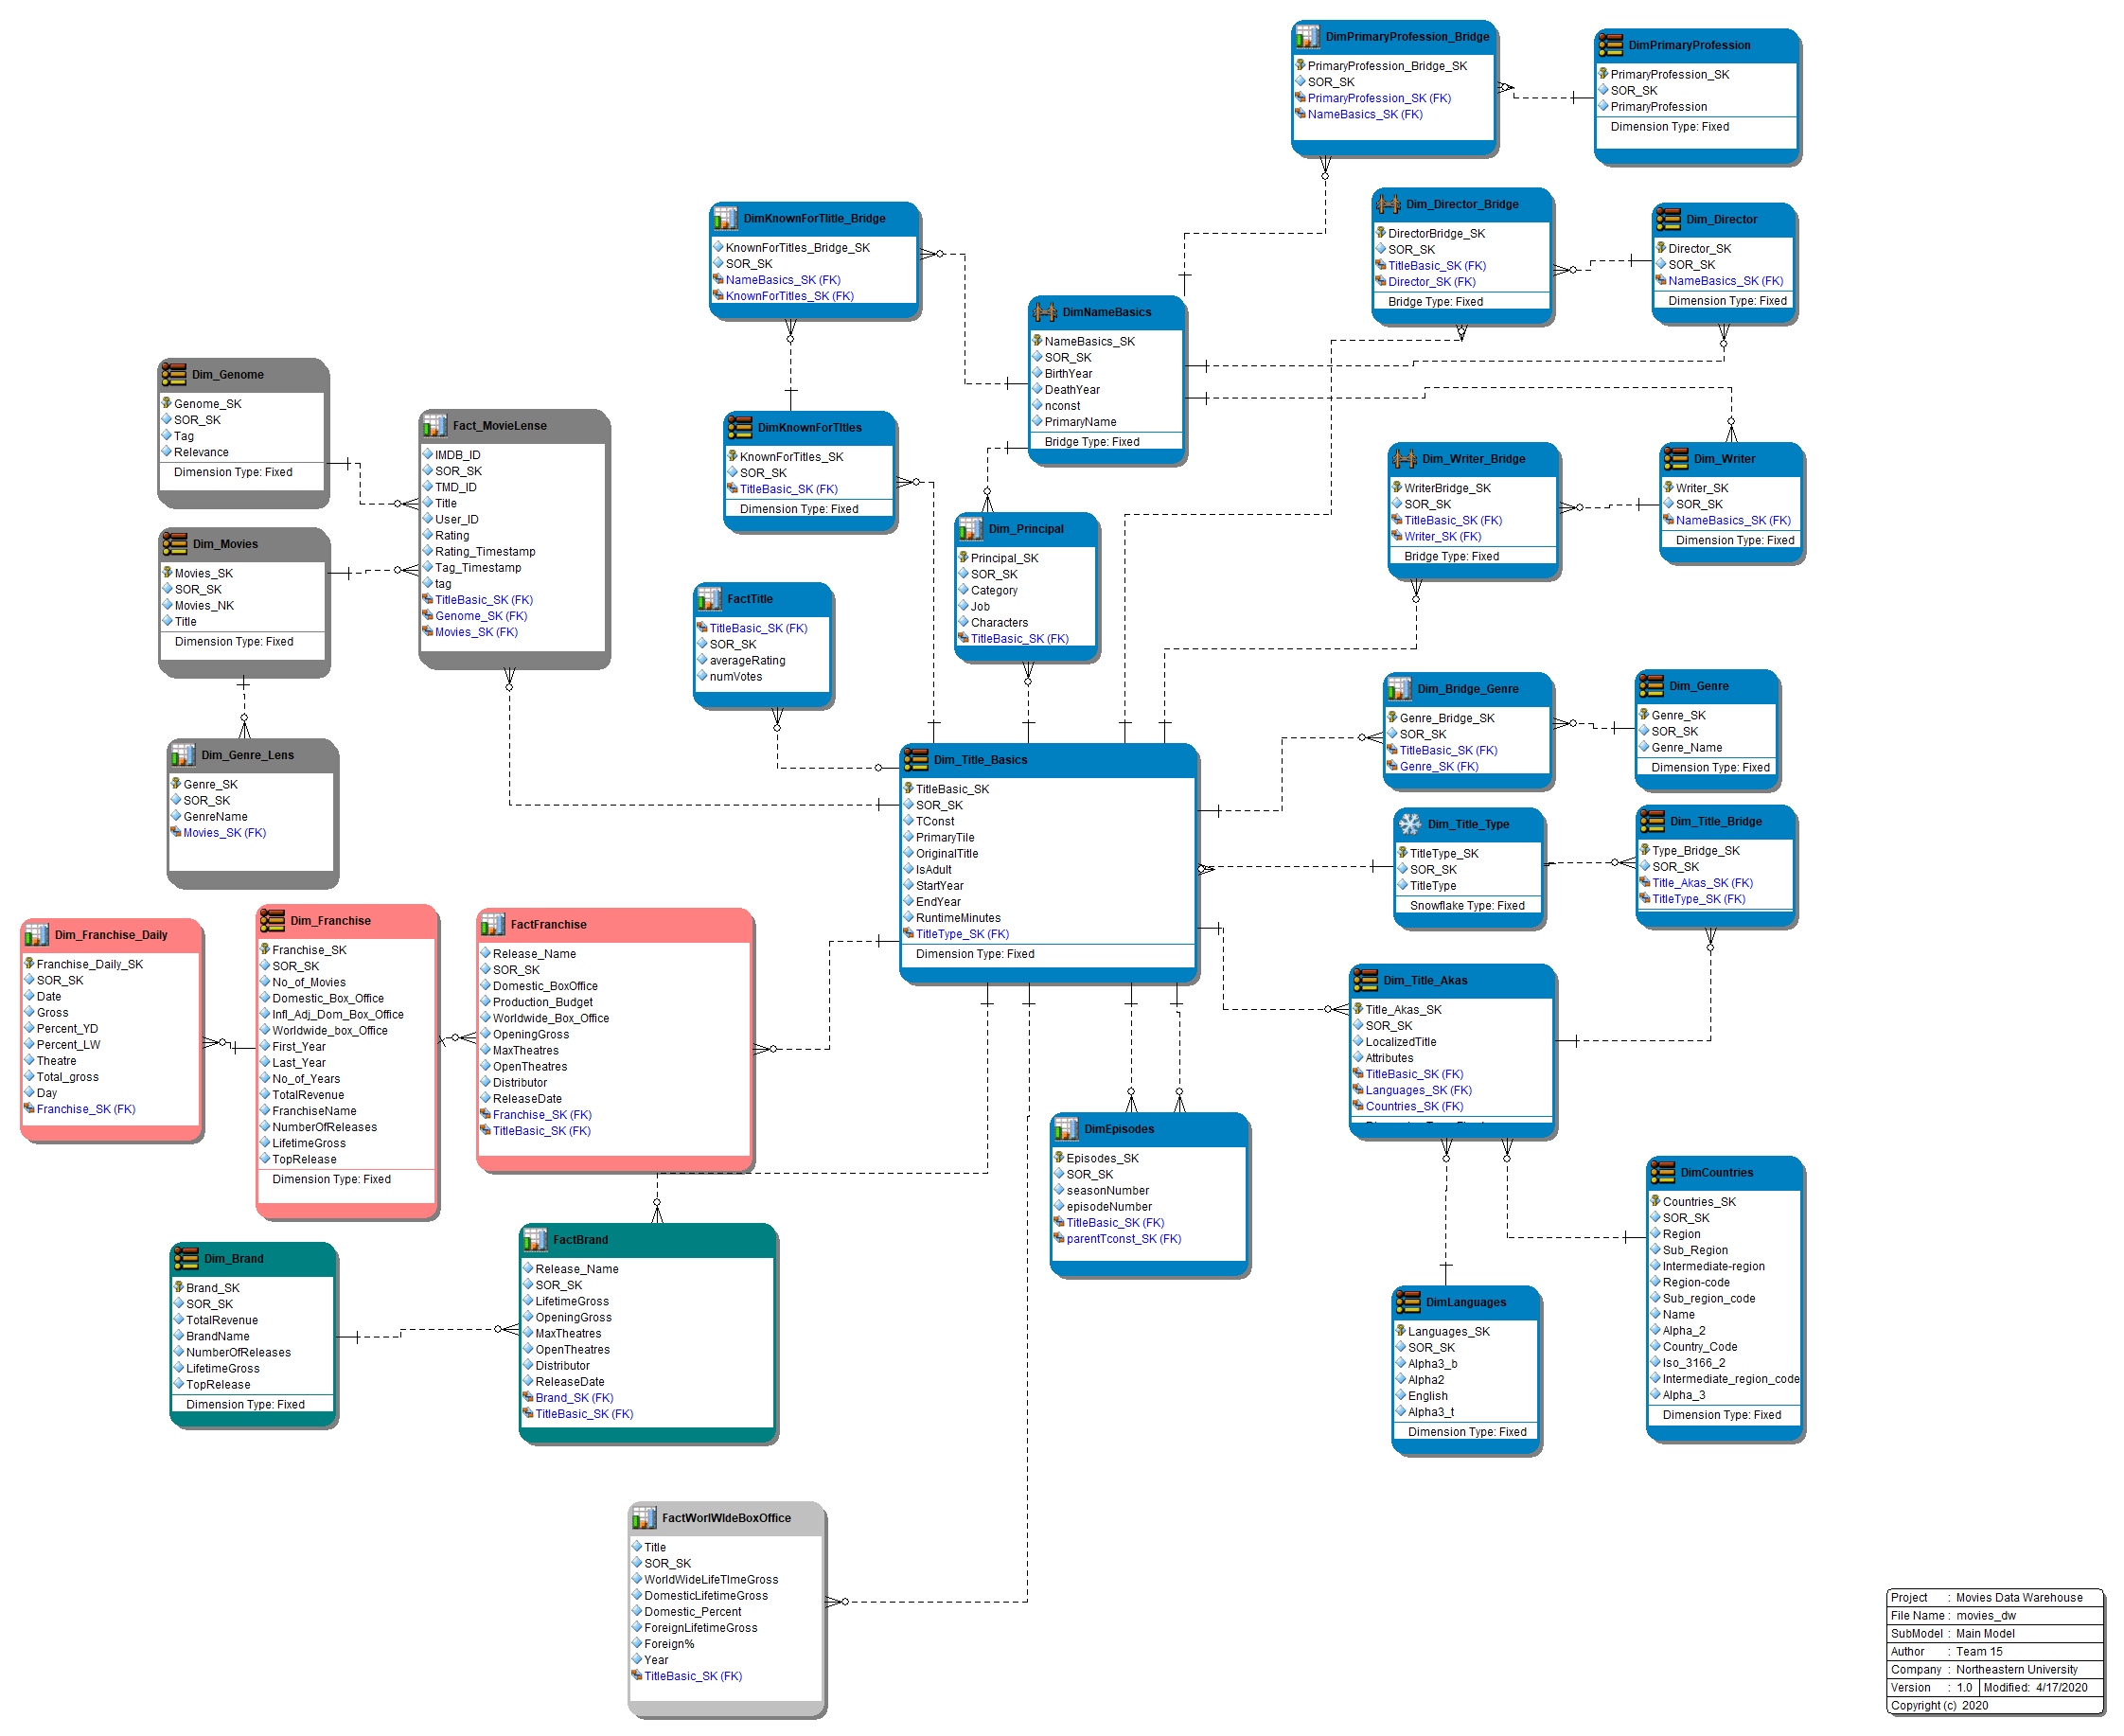 DimPrimaryProfession_Bridge
PrimaryProfession_Bridge_SK
SOR_SK
PrimaryProfession_SK (FK)
NameBasics_SK (FK)
DimPrimaryProfession
PrimaryProfession_SK
SOR_SK
PrimaryProfession
Dimension Type: Fixed
DimKnownForTlitle_Bridge
KnownForTitles_Bridge_SK
SOR_SK
NameBasics_SK (FK)
KnownForTitles_SK (FK)
Dim_Director_Bridge
DirectorBridge_SK
SOR_SK
TitleBasic_SK (FK)
Director_SK (FK)
Bridge Type: Fixed
Dim_Director
Director_SK
SOR_SK
NameBasics_SK (FK)
Dimension Type: Fixed
DimNameBasics
NameBasics_SK
SOR_SK
BirthYear
DeathYear
nconst
PrimaryName
Bridge Type: Fixed
Dim_Genome
Genome_SK
SOR_SK
Tag
Relevance
Dimension Type: Fixed
Fact_MovieLense
IMDB_ID
SOR_SK
TMD_ID
Title
User_ID
Rating
Rating_Timestamp
Tag_Timestamp
tag
TitleBasic_SK (FK)
Genome_SK (FK)
Movies_SK (FK)
DimKnownForTitles
KnownForTitles_SK
SOR_SK
TitleBasic_SK (FK)
Dimension Type: Fixed
Dim_Writer_Bridge
WriterBridge_SK
SOR_SK
TitleBasic_SK (FK)
Writer_SK (FK)
Bridge Type: Fixed
Dim_Writer
Writer_SK
SOR_SK
NameBasics_SK (FK)
Dimension Type: Fixed
Dim_Movies
Movies_SK
SOR_SK
Movies_NK
Title
Dimension Type: Fixed
Dim_Principal
Principal_SK
SOR_SK
Category
Job
Characters
TitleBasic_SK (FK)
FactTitle
TitleBasic_SK (FK)
SOR_SK
averageRating
numVotes
Dim_Bridge_Genre
Genre_Bridge_SK
SOR_SK
TitleBasic_SK (FK)
Genre_SK (FK)
Dim_Genre
Genre_SK
SOR_SK
Genre_Name
Dimension Type: Fixed
Dim_Genre_Lens
Genre_SK
SOR_SK
GenreName
Movies_SK (FK)
Dim_Title_Basics
TitleBasic_SK
SOR_SK
TConst
PrimaryTile
OriginalTitle
IsAdult
StartYear
EndYear
RuntimeMinutes
TitleType_SK (FK)
Dimension Type: Fixed
Dim_Title_Type
TitleType_SK
SOR_SK
TitleType
Snowflake Type: Fixed
Dim_Title_Bridge
Type_Bridge_SK
SOR_SK
Title_Akas_SK (FK)
TitleType_SK (FK)
Dim_Franchise_Daily
Franchise_Daily_SK
SOR_SK
Date
Gross
Percent_YD
Percent_LW
Theatre
Total_gross
Day
Franchise_SK (FK)
Dim_Franchise
Franchise_SK
SOR_SK
No_of_Movies
Domestic_Box_Office
Infl_Adj_Dom_Box_Office
Worldwide_box_Office
First_Year
Last_Year
No_of_Years
TotalRevenue
FranchiseName
NumberOfReleases
LifetimeGross
TopRelease
Dimension Type: Fixed
FactFranchise
Release_Name
SOR_SK
Domestic_BoxOffice
Production_Budget
Worldwide_Box_Office
OpeningGross
MaxTheatres
OpenTheatres
Distributor
ReleaseDate
Franchise_SK (FK)
TitleBasic_SK (FK)
Dim_Title_Akas
Title_Akas_SK
SOR_SK
LocalizedTitle
Attributes
TitleBasic_SK (FK)
Languages_SK (FK)
Countries_SK (FK)
DimEpisodes
Episodes_SK
SOR_SK
seasonNumber
episodeNumber
TitleBasic_SK (FK)
parentTconst_SK (FK)
DimCountries
Countries_SK
SOR_SK
Region
Sub_Region
Intermediate-region
Region-code
Sub_region_code
Name
Alpha_2
Country_Code
Iso_3166_2
Intermediate_region_code
Alpha_3
Dimension Type: Fixed
Dim_Brand
Brand_SK
SOR_SK
TotalRevenue
BrandName
NumberOfReleases
LifetimeGross
TopRelease
Dimension Type: Fixed
FactBrand
Release_Name
SOR_SK
LifetimeGross
OpeningGross
MaxTheatres
OpenTheatres
Distributor
ReleaseDate
Brand_SK (FK)
TitleBasic_SK (FK)
DimLanguages
Languages_SK
SOR_SK
Alpha3_b
Alpha2
English
Alpha3_t
Dimension Type: Fixed
FactWorlWIdeBoxOffice
Title
SOR_SK
WorldWideLifeTImeGross
DomesticLifetimeGross
Domestic_Percent
ForeignLifetimeGross
Foreign%
Year
TitleBasic_SK (FK)
Project : Movies Data Warehouse
File Name : movies_dw
SubModel : Main Model
Author : Team 15
Company : Northeastern University
Version : 1.0 Modified: 4/17/2020
Copyright (c) 2020